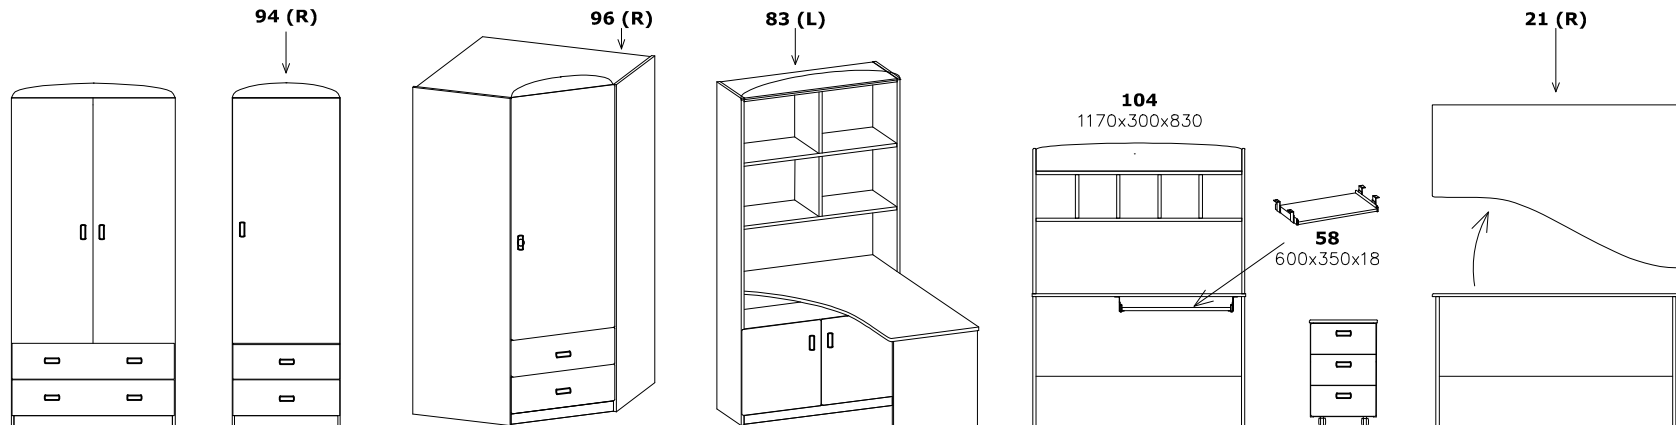 94 (R)
96 (R)
83 (L)
21 (R)
104
1170x300x830
58
600x350x18